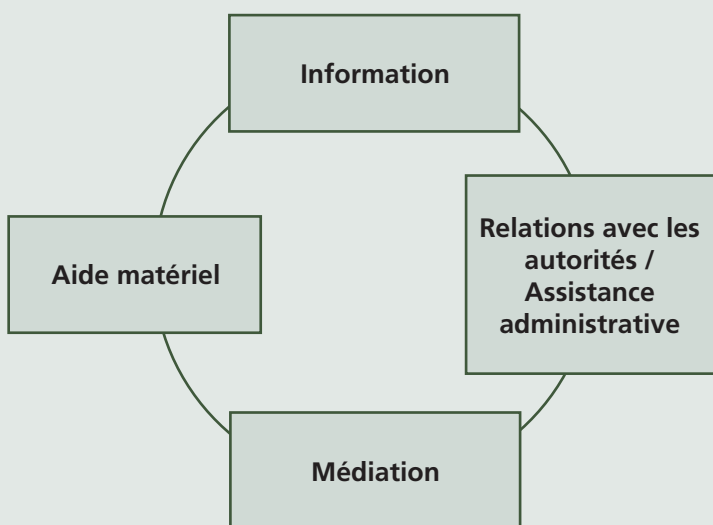 Information
Relations avec les
autorités /
Assistance
administrative
Médiation
Aide matériel